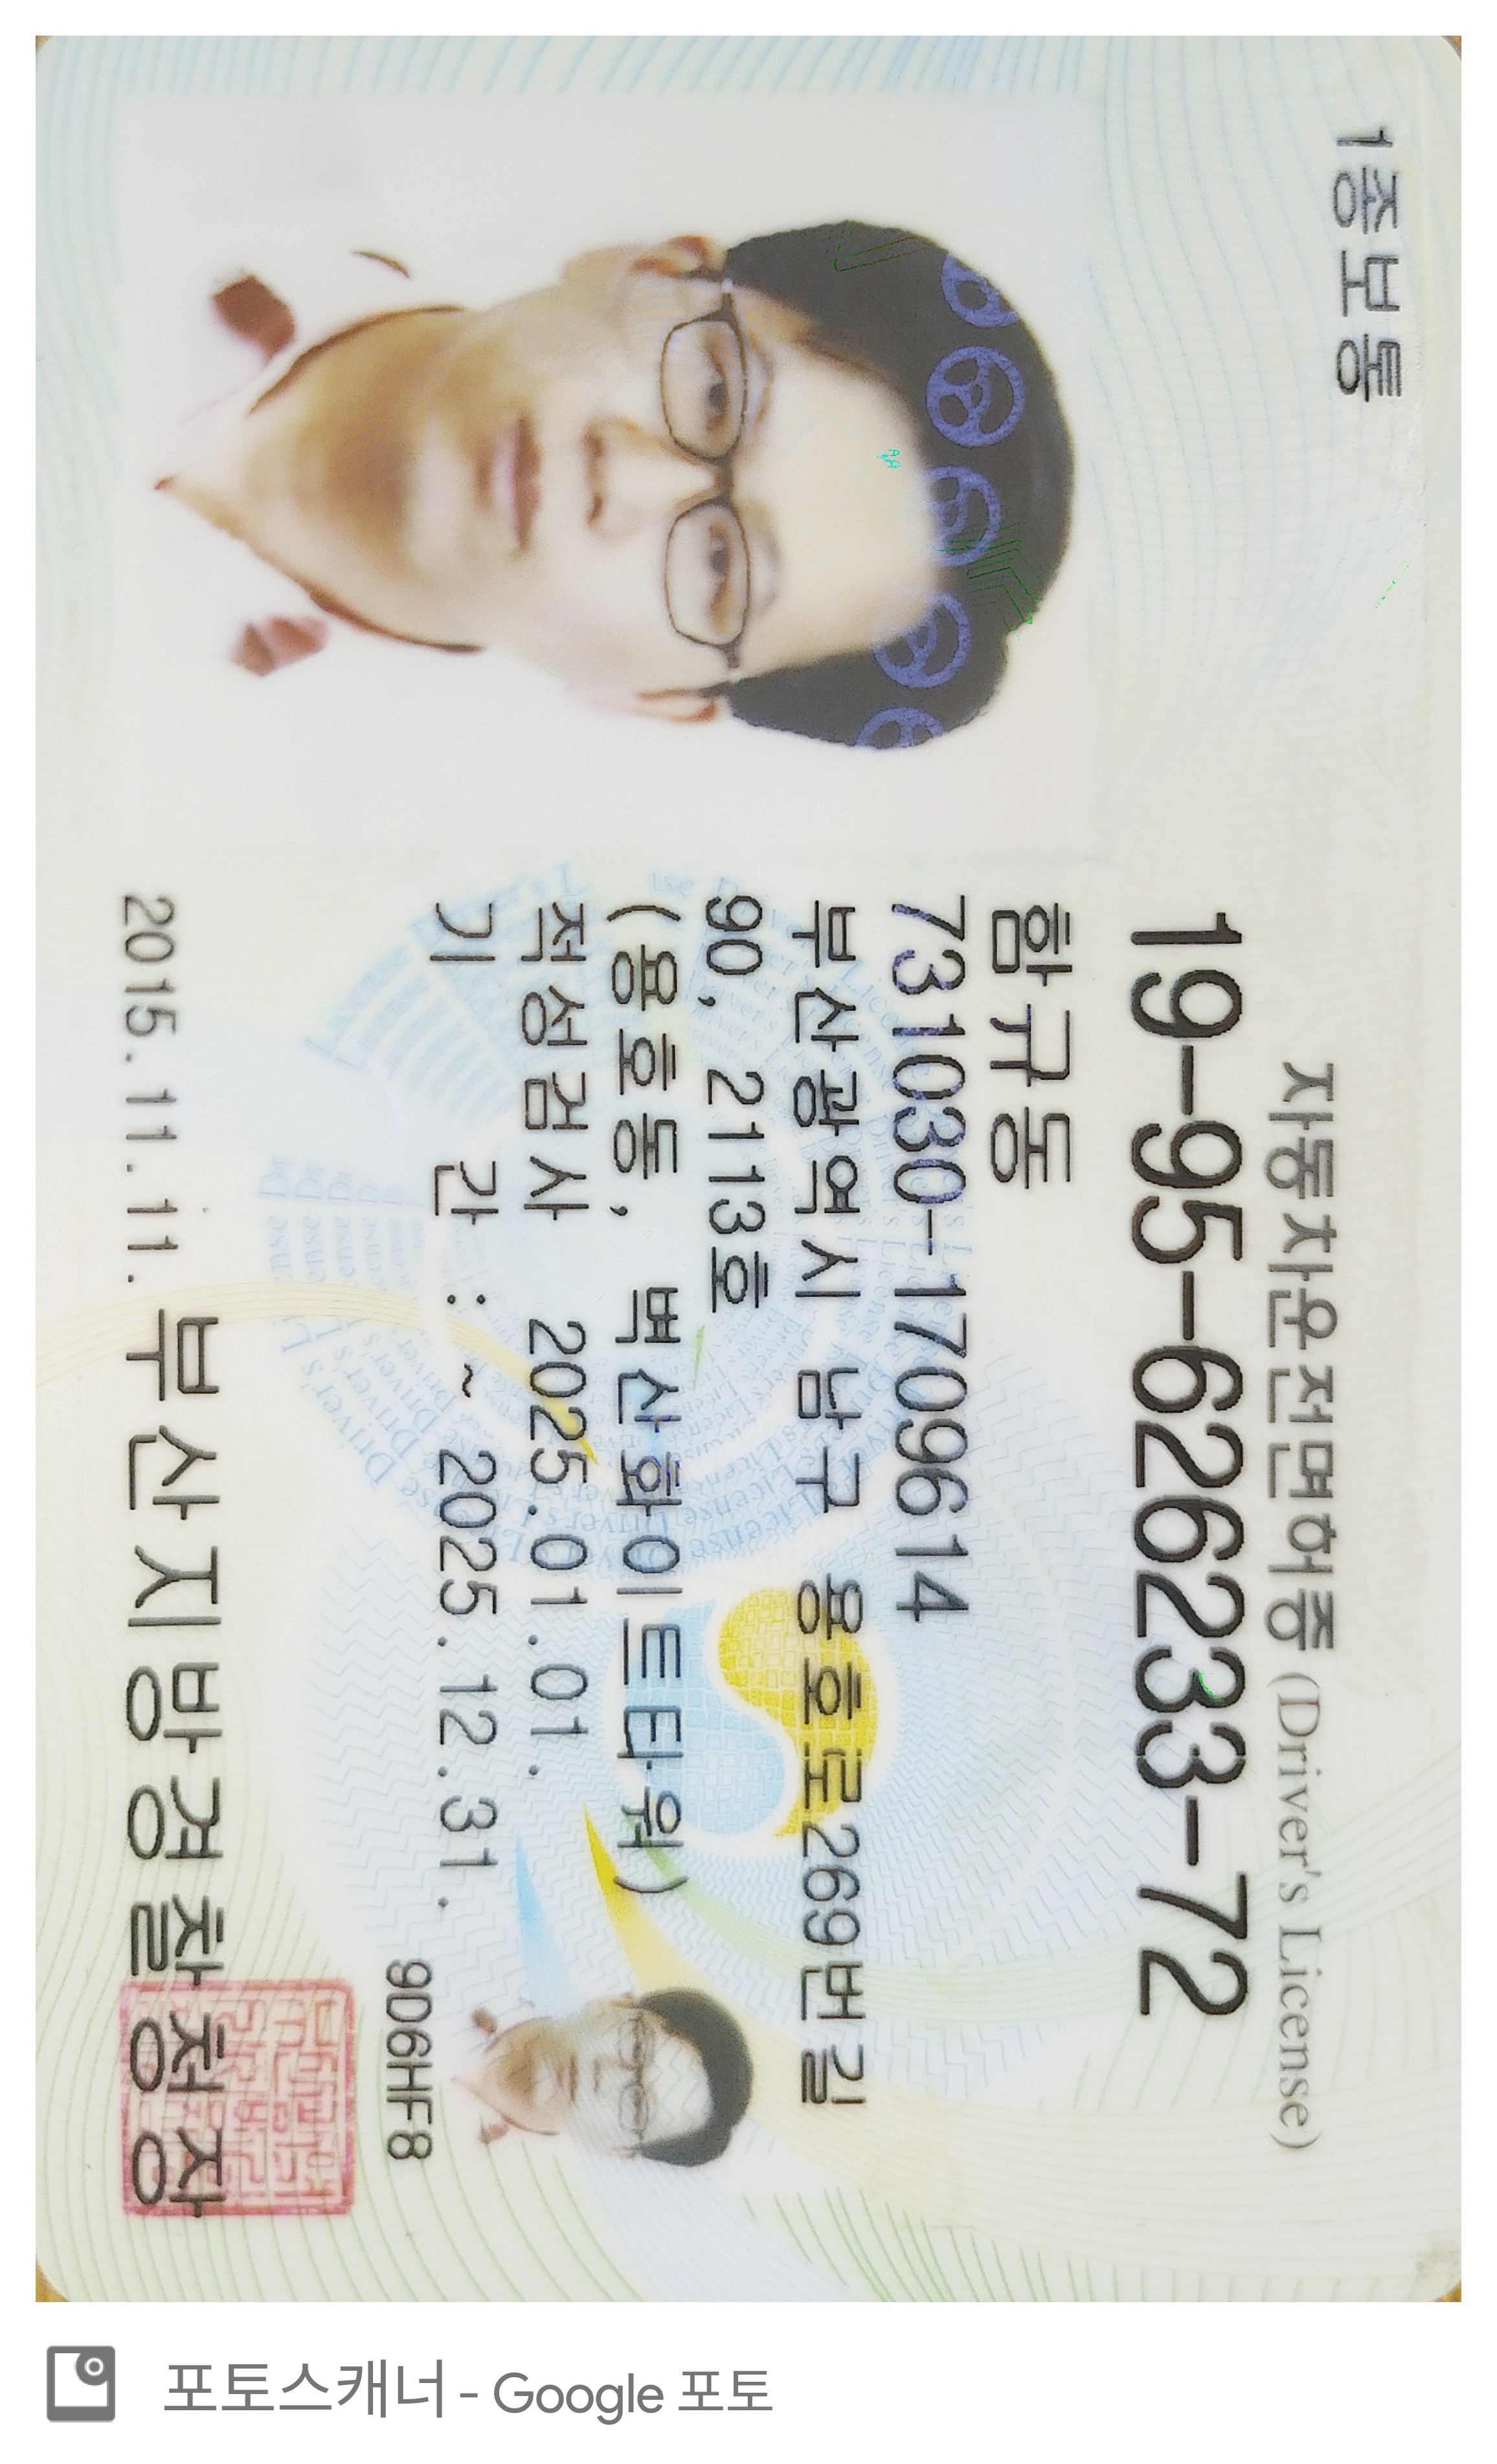 1종보통
자동차운전면허증 (Driver's License)
19-95-626233-72
함규동
731030-1709614
부산광역시 남구 용호로269번길
90, 2113호
(용호동, 벽산화이트타워)
적성검사 2025.01.01.
기 간 : ~ 2025.12.31.
9D6HF8
2015.11.11. 부산지방경찰청장
포토스캐너 - Google 포토